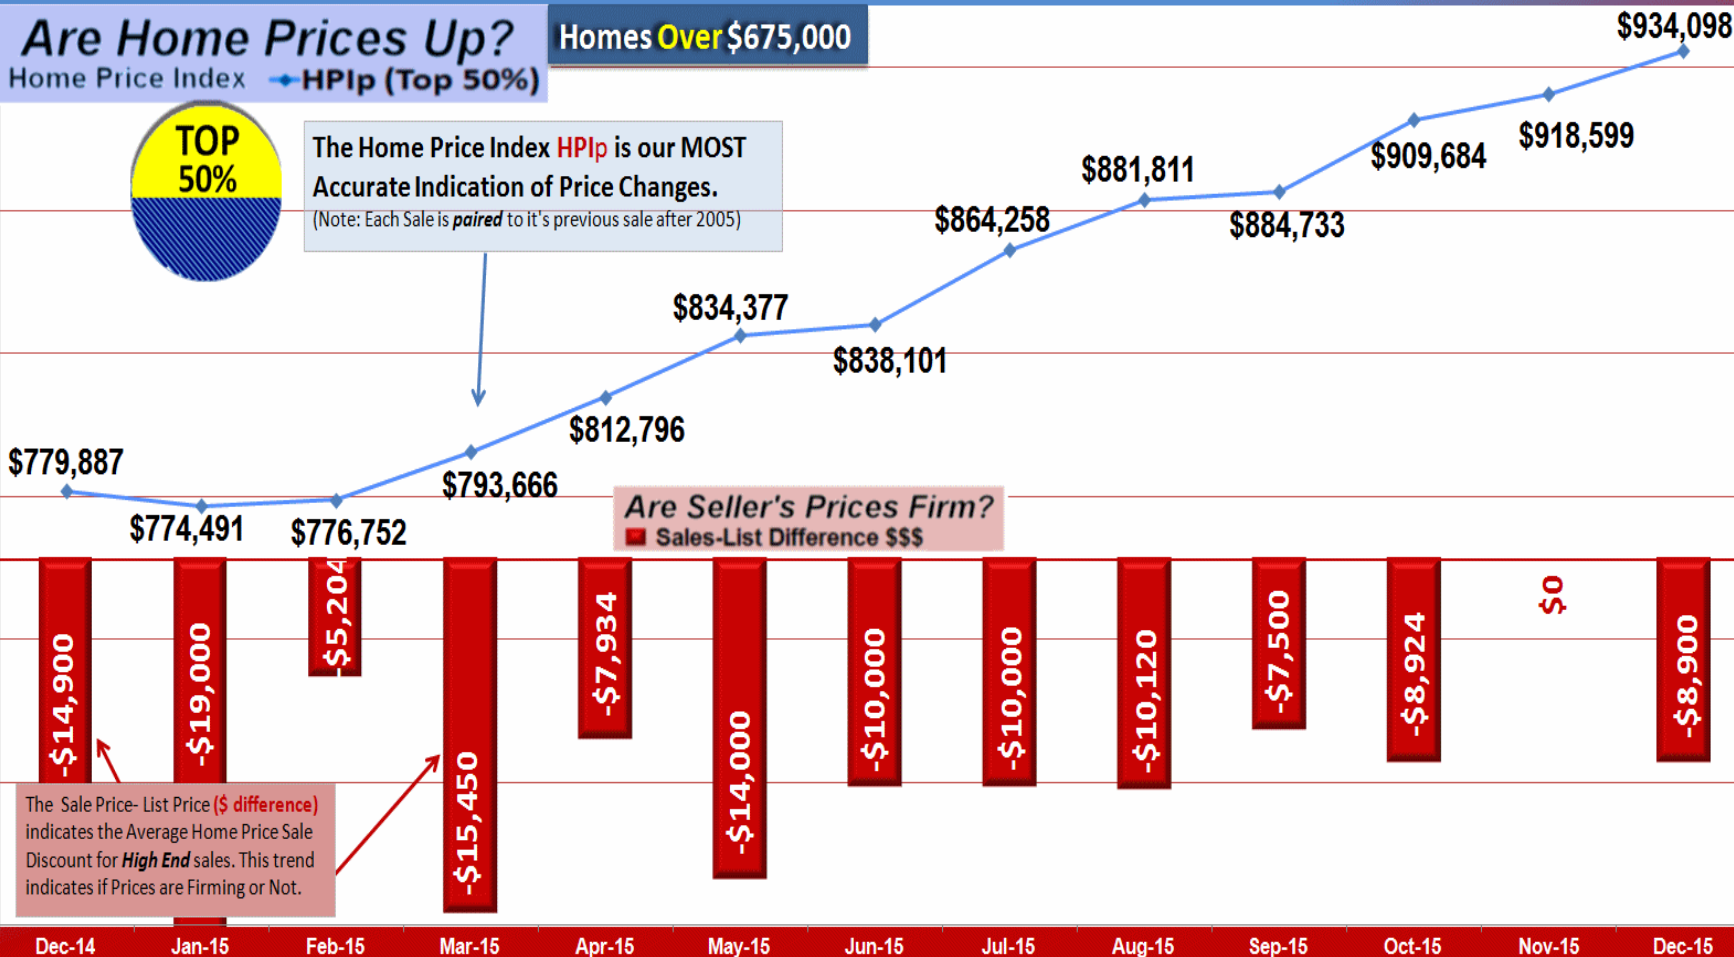 Are Home Prices Up?
Homes Over $675,000
Home Price Index HPIp (Top 50%)
TOP
50%
The Home Price Index HPIp is our MOST
Accurate Indication of Price Changes.
(Note: Each Sale is paired to it's previous sale after 2005)
$779,887
$774,491
$776,752
$793,666
$812,796
$834,377
$838,101
$864,258
$881,811
$884,733
$909,684
$918,599
$934,098
Are Seller's Prices Firm?
Sales-List Difference $$$
-$14,900
-$19,000
-$5,204
-$15,450
-$7,934
-$14,000
-$10,000
-$10,000
-$10,120
-$7,500
-$8,924
$0
-$8,900
The Sale Price- List Price ($ difference)
indicates the Average Home Price Sale
Discount for High End sales. This trend
indicates if Prices are Firming or Not.
Dec-14 Jan-15 Feb-15 Mar-15 Apr-15 May-15 Jun-15 Jul-15 Aug-15 Sep-15 Oct-15 Nov-15 Dec-15